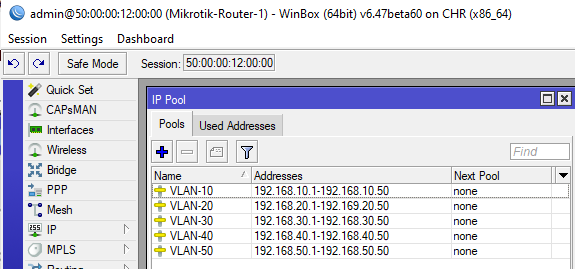 admin@50:00:00:12:00:00 (Mikrotik-Router-1) - WinBox (64bit) v6.47beta60 on CHR (x86_64)
Session Settings Dashboard
Safe Mode Session: 50:00:00:12:00:00
Quick Set
CAPsMAN
Interfaces
Wireless
Bridge
PPP
Mesh
255 IP
MPLS
Routing
IP Pool
Pools Used Addresses
Find
Name Addresses Next Pool
VLAN-10 192.168.10.1-192.168.10.50 none
VLAN-20 192.168.20.1-192.169.20.50 none
VLAN-30 192.168.30.1-192.168.30.50 none
VLAN-40 192.168.40.1-192.168.40.50 none
VLAN-50 192.168.50.1-192.168.50.50 none